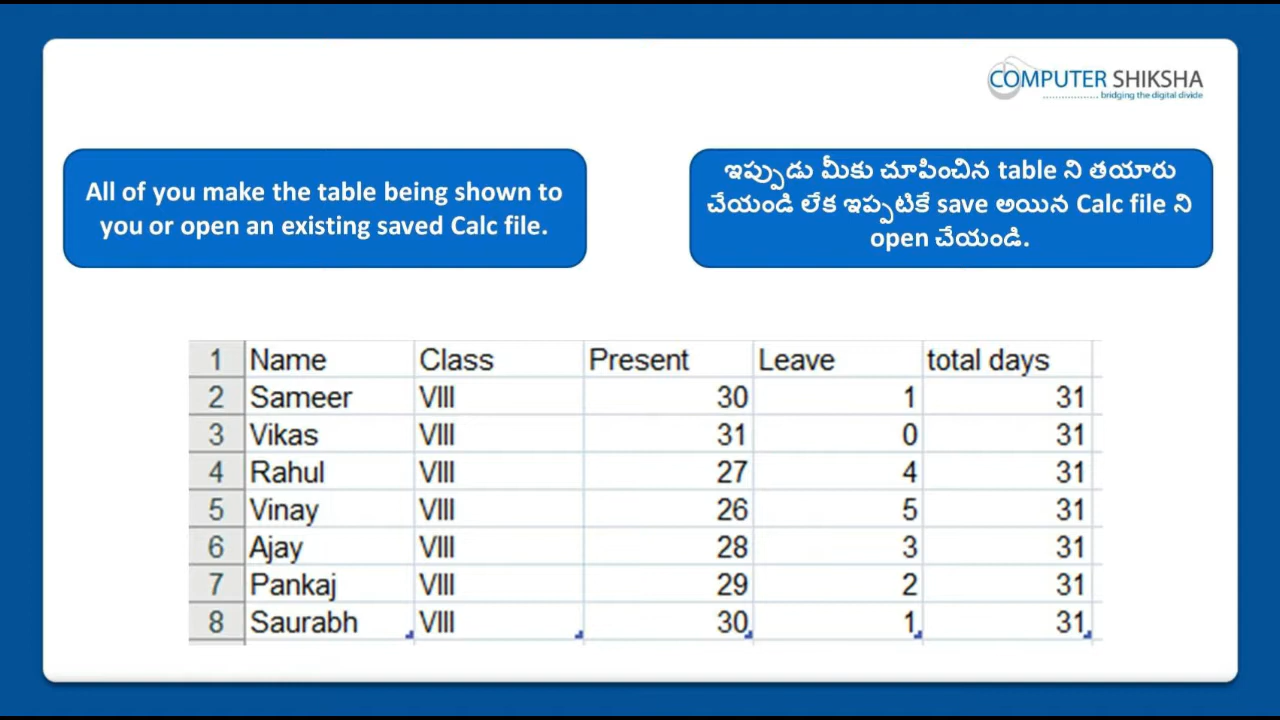 COMPUTER SHIKSHA
bridging the digital divide
All of you make the table being shown to
you or open an existing saved Calc file.
ఇప్పుడు మీకు చూపించిన table ని తయారు
చేయండి లేక ఇప్పటికే save అయిన Calc file ని
open చేయండి.
1 Name Class Present Leave total days
2 Sameer VIII 30 1 31
3 Vikas VIII 31 0 31
4 Rahul VIII 27 4 31
5 Vinay VIII 26 5 31
6 Ajay VIII 28 3 31
7 Pankaj VIII 29 2 31
8 Saurabh VIII 30 1 31